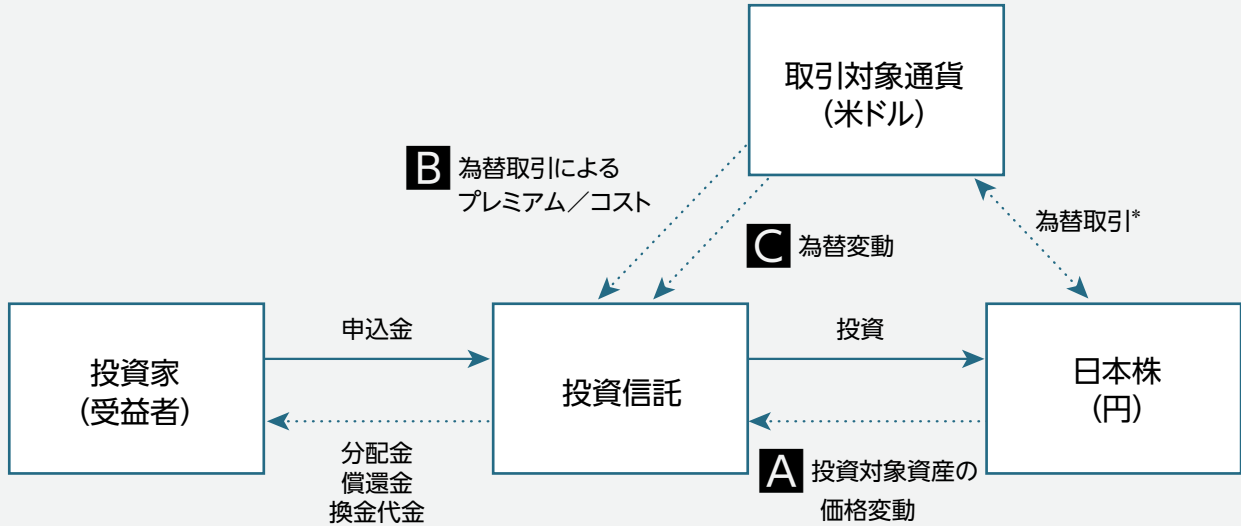 取引対象通貨
（米ドル）
B 為替取引による
プレミアム／コスト
C 為替変動
為替取引*
投資家
（受益者）
申込金
分配金
償還金
換金代金
投資信託
投資
A 投資対象資産の
価格変動
日本株
（円）